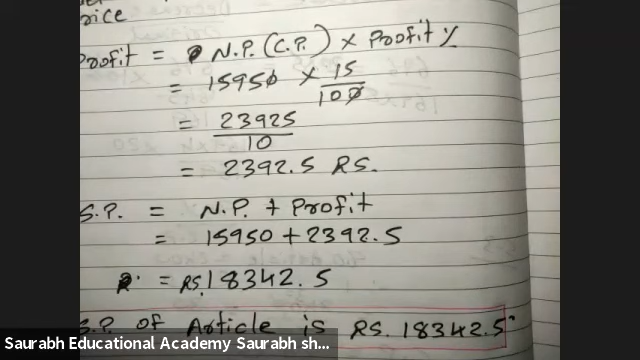 rice
Profit = N.P. (C.P.) × Profit %
= 15950 × 15/100
= 23925/10
= 2392.5 RS.
S.P. = N.P. + Profit
= 15950 + 2392.5
= RS. 18342.5
S.P. of Article is RS. 18342.5
Saurabh Educational Academy Saurabh sh...